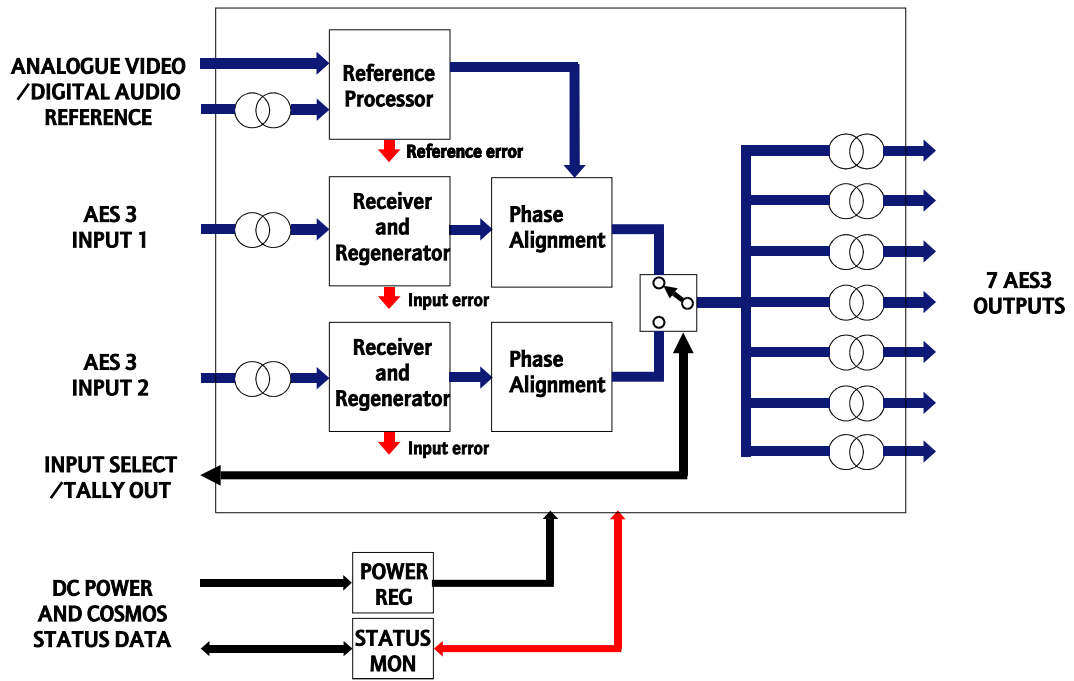 ANALOGUE VIDEO
/DIGITAL AUDIO
REFERENCE
Reference
Processor
Reference error
AES 3
INPUT 1
Receiver
and
Regenerator
Phase
Alignment
Input error
AES 3
INPUT 2
Receiver
and
Regenerator
Phase
Alignment
Input error
7 AES3
OUTPUTS
INPUT SELECT
/TALLY OUT
DC POWER
AND COSMOS
STATUS DATA
POWER
REG
STATUS
MON